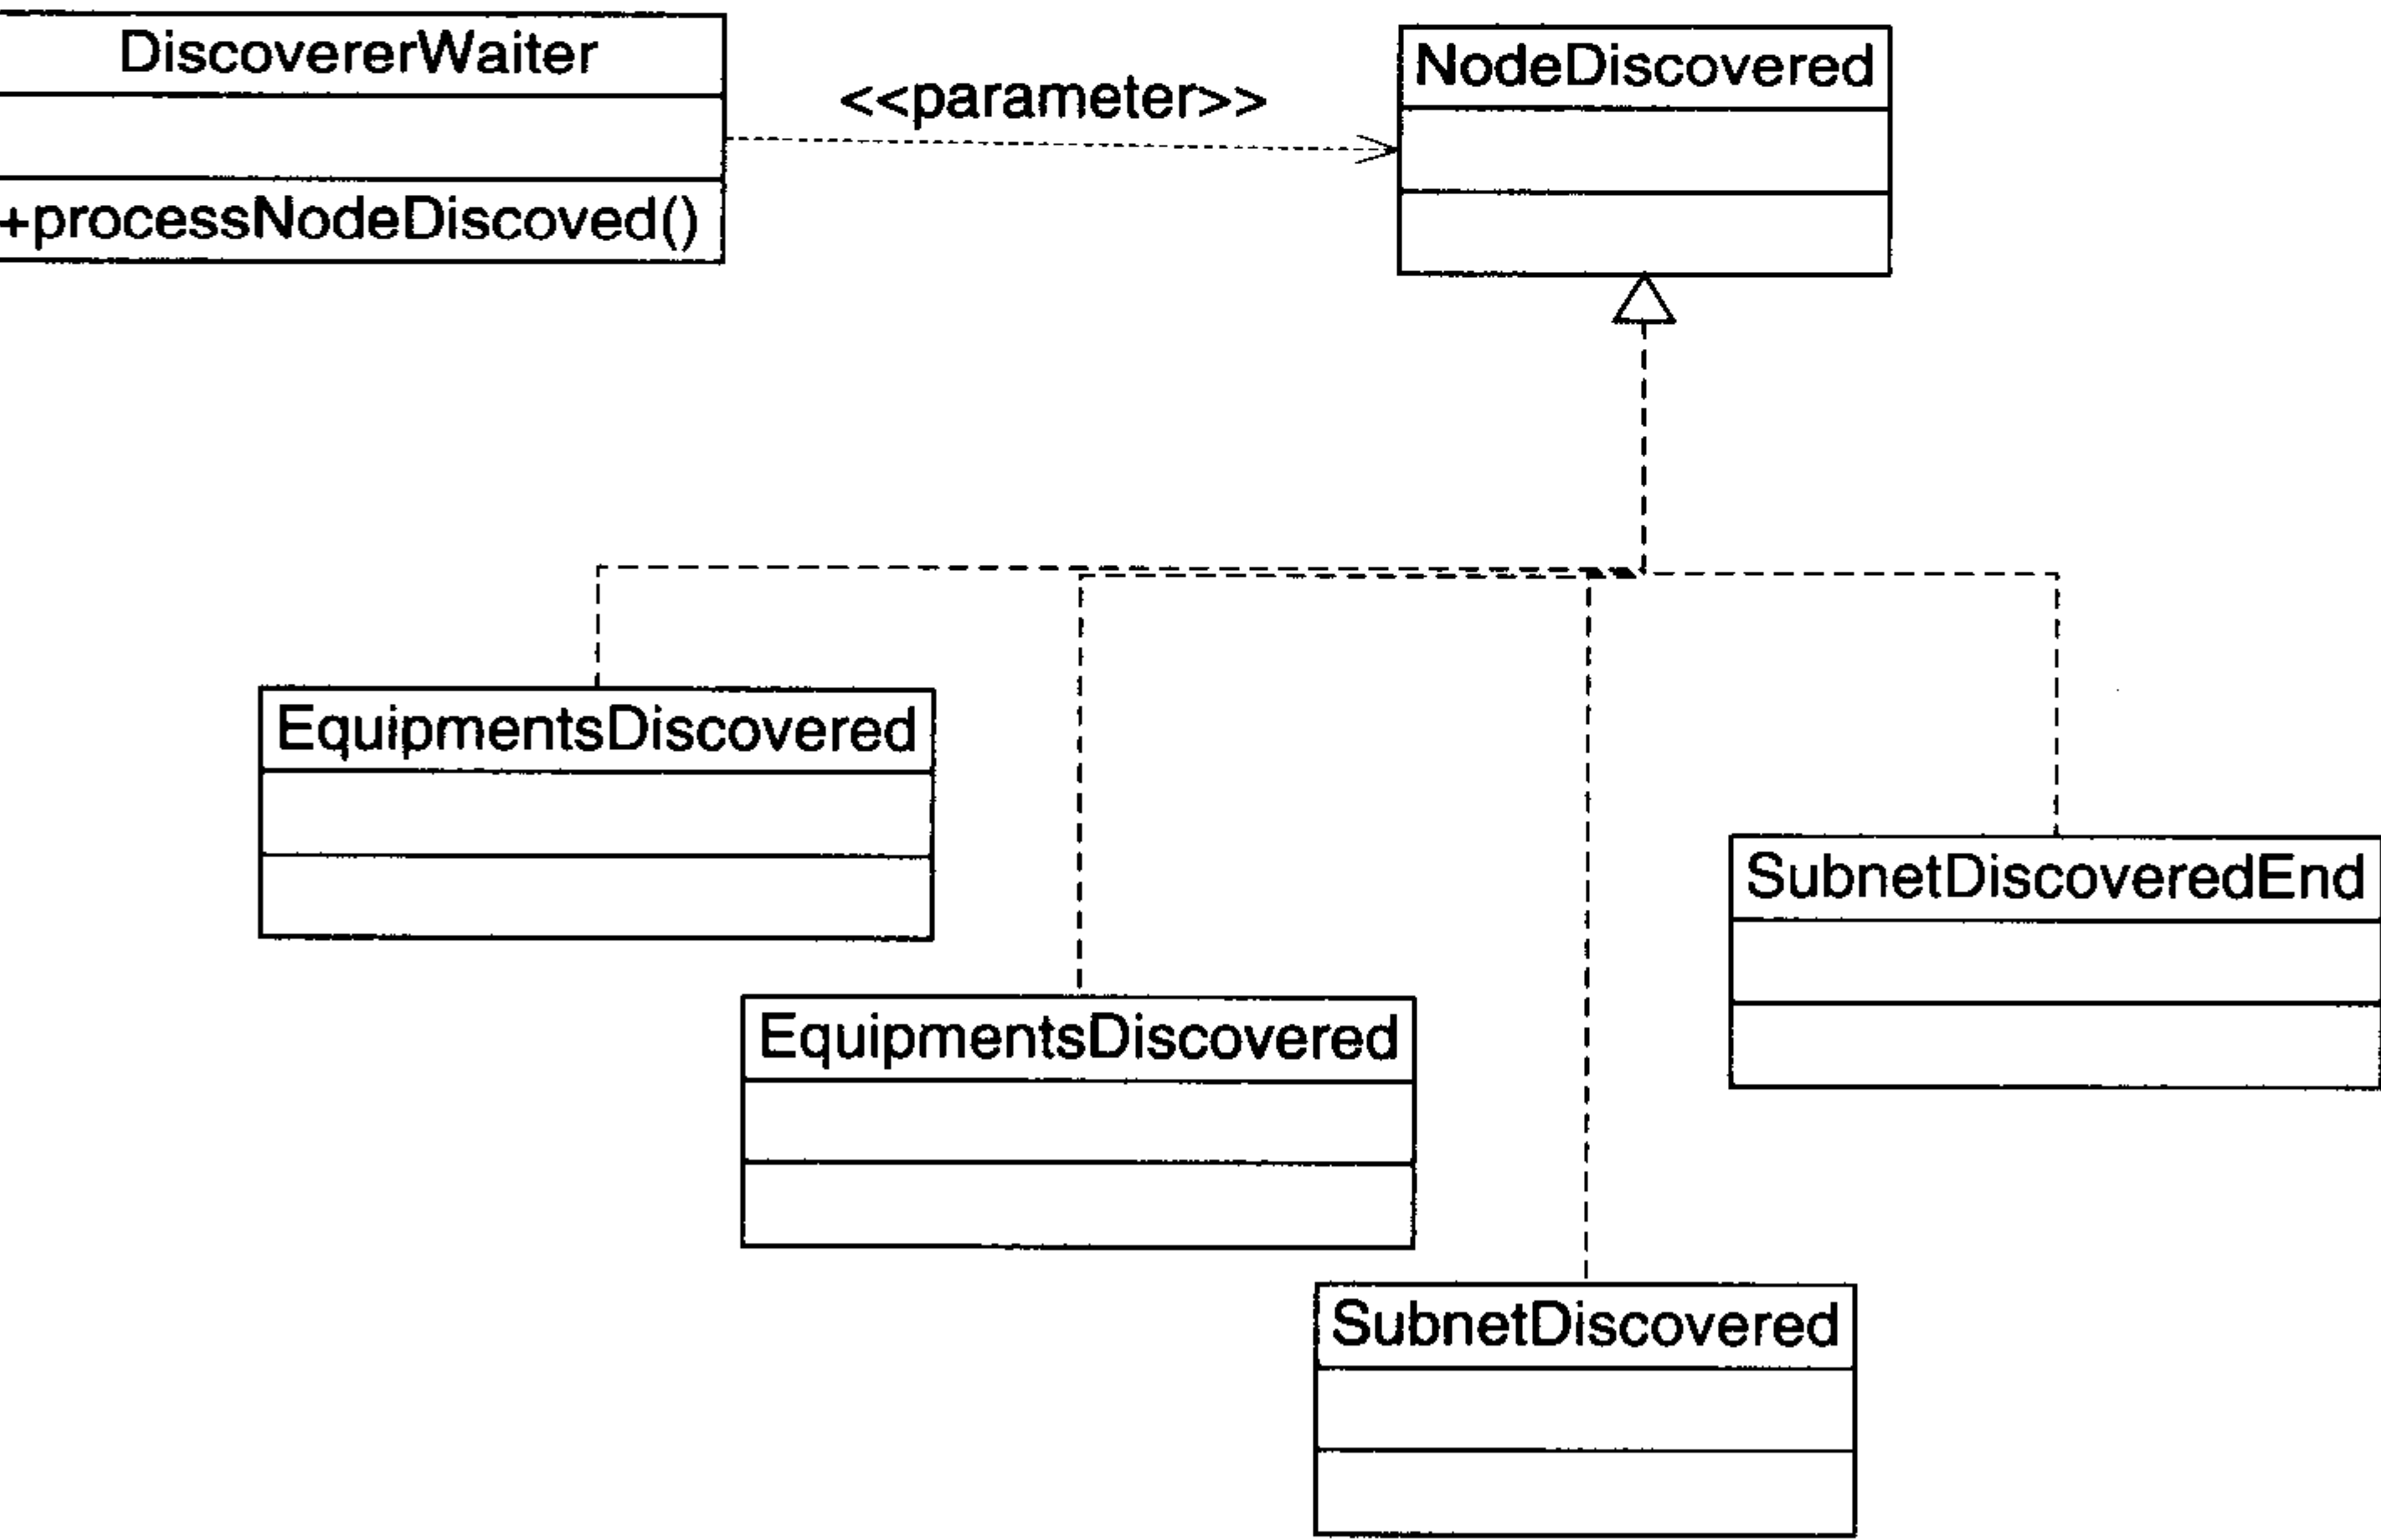 DiscovererWaiter
+processNodeDiscoved()
<<parameter>>
NodeDiscovered
EquipmentsDiscovered
EquipmentsDiscovered
SubnetDiscovered
SubnetDiscoveredEnd